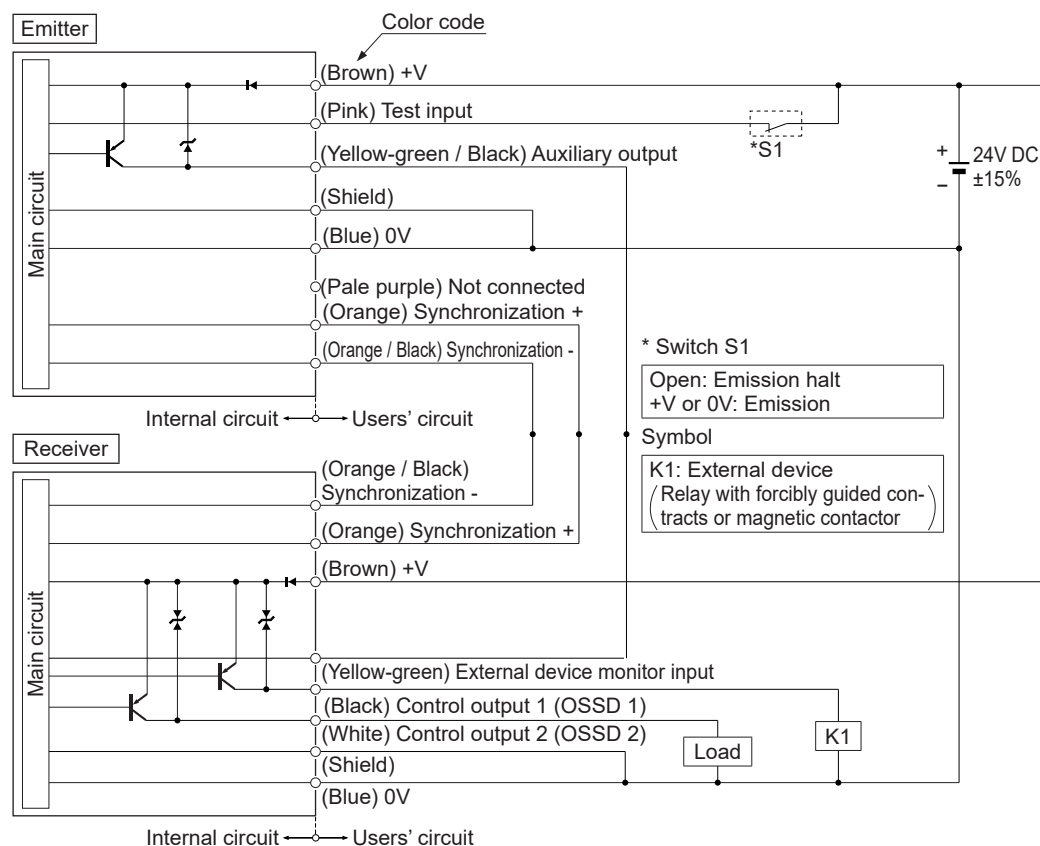 Emitter
Color code
Main circuit
(Brown) +V
(Pink) Test input
*S1
(Yellow-green / Black) Auxiliary output
+
−
24V DC
±15%
(Shield)
(Blue) 0V
(Pale purple) Not connected
(Orange) Synchronization +
(Orange / Black) Synchronization -
Internal circuit
Users’ circuit
* Switch S1
Open: Emission halt
+V or 0V: Emission
Symbol
K1: External device
(Relay with forcibly guided con-
tracts or magnetic contactor)
Receiver
Main circuit
(Orange / Black)
Synchronization -
(Orange) Synchronization +
(Brown) +V
(Yellow-green) External device monitor input
(Black) Control output 1 (OSSD 1)
(White) Control output 2 (OSSD 2)
Load
K1
(Shield)
(Blue) 0V
Internal circuit
Users’ circuit